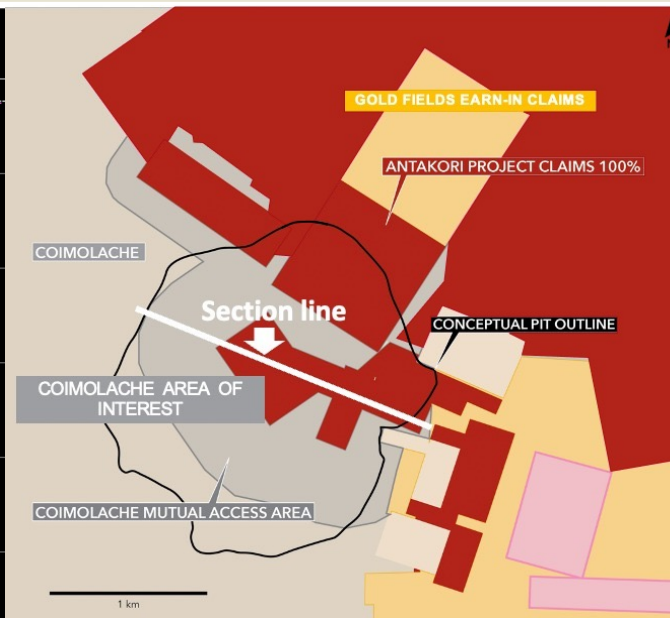 GOLD FIELDS EARN-IN CLAIMS
ANTAKORI PROJECT CLAIMS 100%
COIMOLACHE
Section line
CONCEPTUAL PIT OUTLINE
COIMOLACHE AREA OF
INTEREST
COIMOLACHE MUTUAL ACCESS AREA
1 km